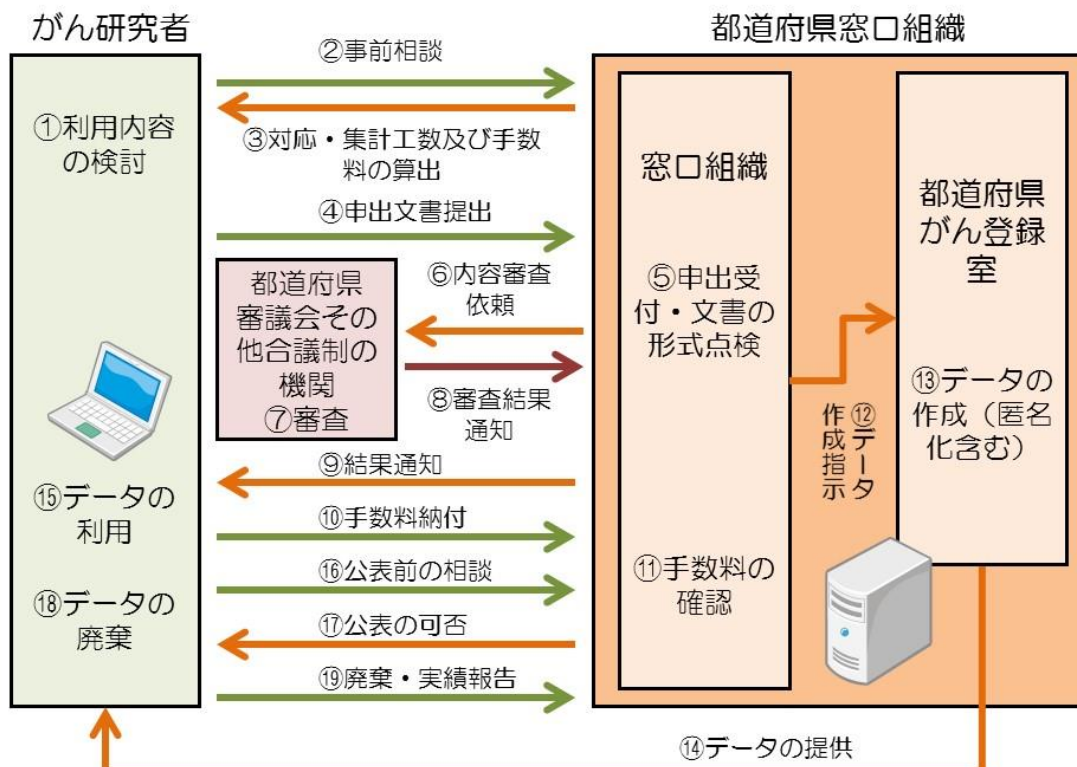 がん研究者
都道府県窓口組織
①利用内容
の検討
②事前相談
③対応・集計工数及び手数
料の算出
④申出文書提出
都道府県
審議会その
他合議制の
機関
⑦審査
⑥内容審査
依頼
⑧審査結果
通知
⑨結果通知
⑩手数料納付
⑯公表前の相談
⑰公表の可否
⑲廃棄・実績報告
⑮データの
利用
⑱データの
廃棄
窓口組織
⑤申出受
付・文書の
形式点検
⑪手数料の
確認
⑫データ
作成指示
都道府県
がん登録
室
⑬データの
作成（匿名
化含む）
⑭データの提供